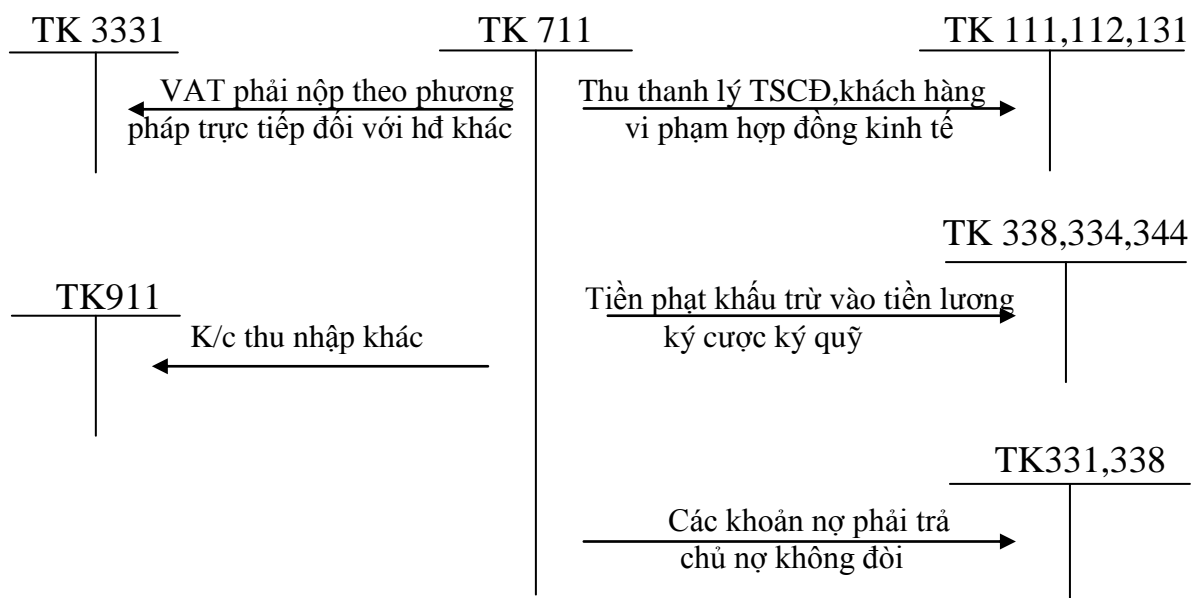 TK 3331
TK 711
TK 111,112,131
VAT phải nộp theo phương
pháp trực tiếp đối với hđ khác
Thu thanh lý TSCĐ,khách hàng
vi phạm hợp đồng kinh tế
TK 338,334,344
TK911
Tiền phạt khấu trừ vào tiền lương
ký cược ký quỹ
K/c thu nhập khác
TK331,338
Các khoản nợ phải trả
chủ nợ không đòi